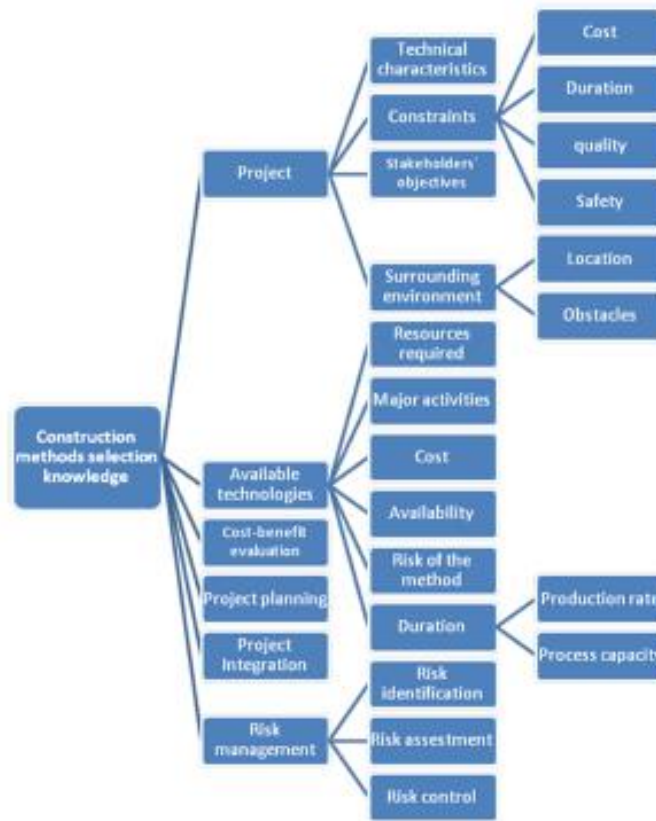 Construction
methods selection
knowledge
Project
Available
technologies
Cost-benefit
evaluation
Project planning
Project
Integration
Risk
management
Technical
characteristics
Constraints
Stakeholders'
objectives
Surrounding
environment
Resources
required
Major activities
Cost
Availability
Risk of the
method
Duration
Risk
identification
Risk assestment
Risk control
Cost
Duration
quality
Safety
Location
Obstacles
Production rate
Process capacity